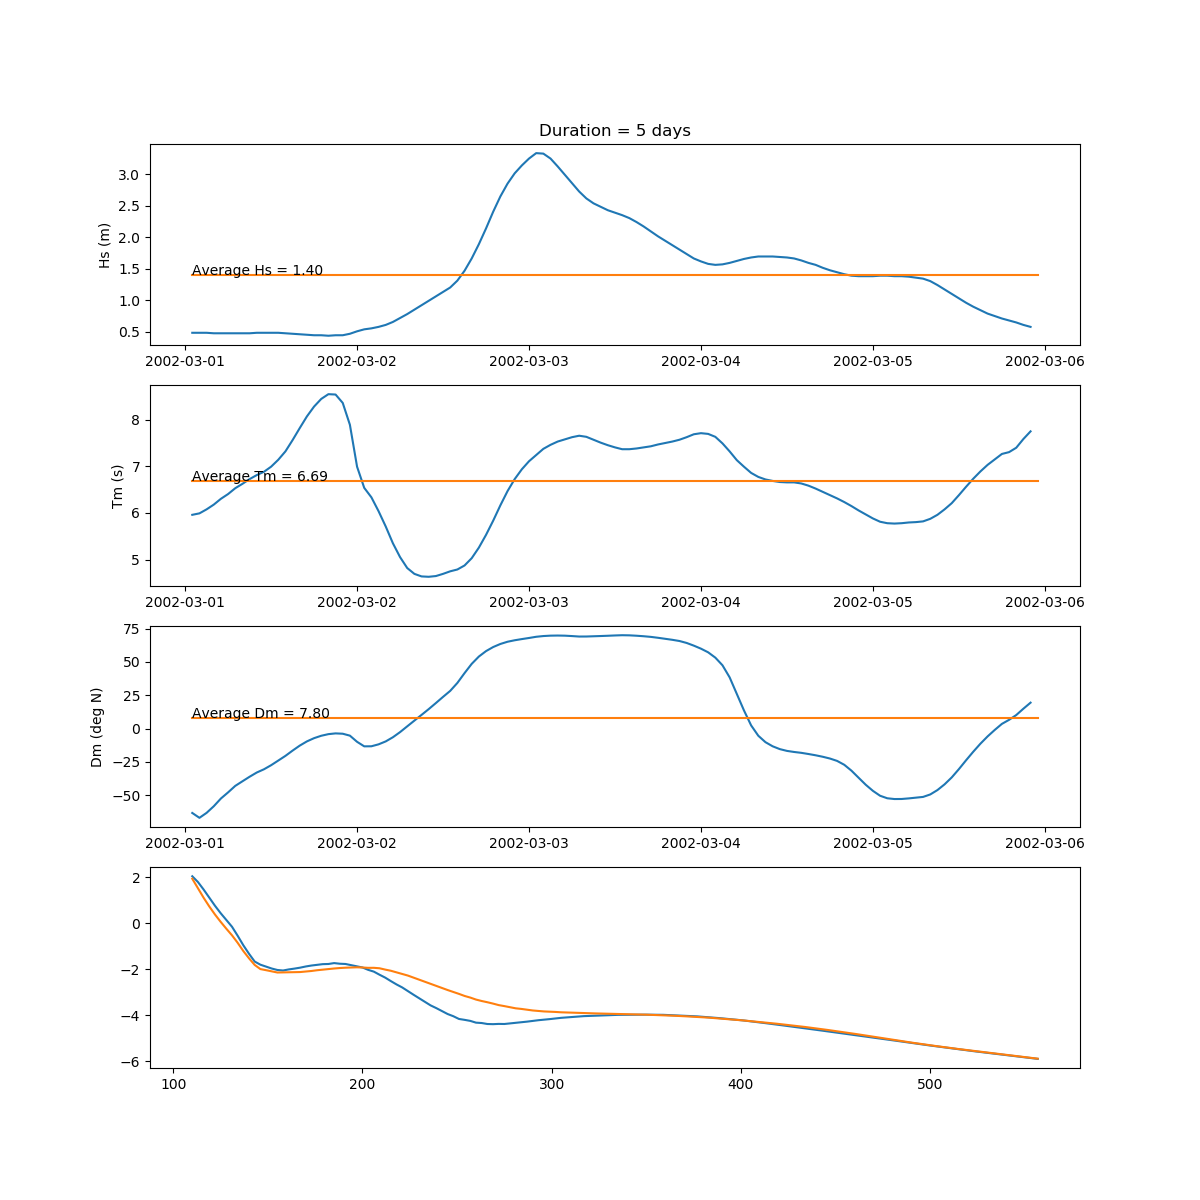 Duration = 5 days
Hs (m)
3.0
2.5
2.0
1.5
1.0
0.5
Average Hs = 1.40
2002-03-01 2002-03-02 2002-03-03 2002-03-04 2002-03-05 2002-03-06
Tm (s)
8
7
6
5
Average Tm = 6.69
2002-03-01 2002-03-02 2002-03-03 2002-03-04 2002-03-05 2002-03-06
Dm (deg N)
75
50
25
0
−25
−50
Average Dm = 7.80
2002-03-01 2002-03-02 2002-03-03 2002-03-04 2002-03-05 2002-03-06
2
0
−2
−4
−6
100 200 300 400 500